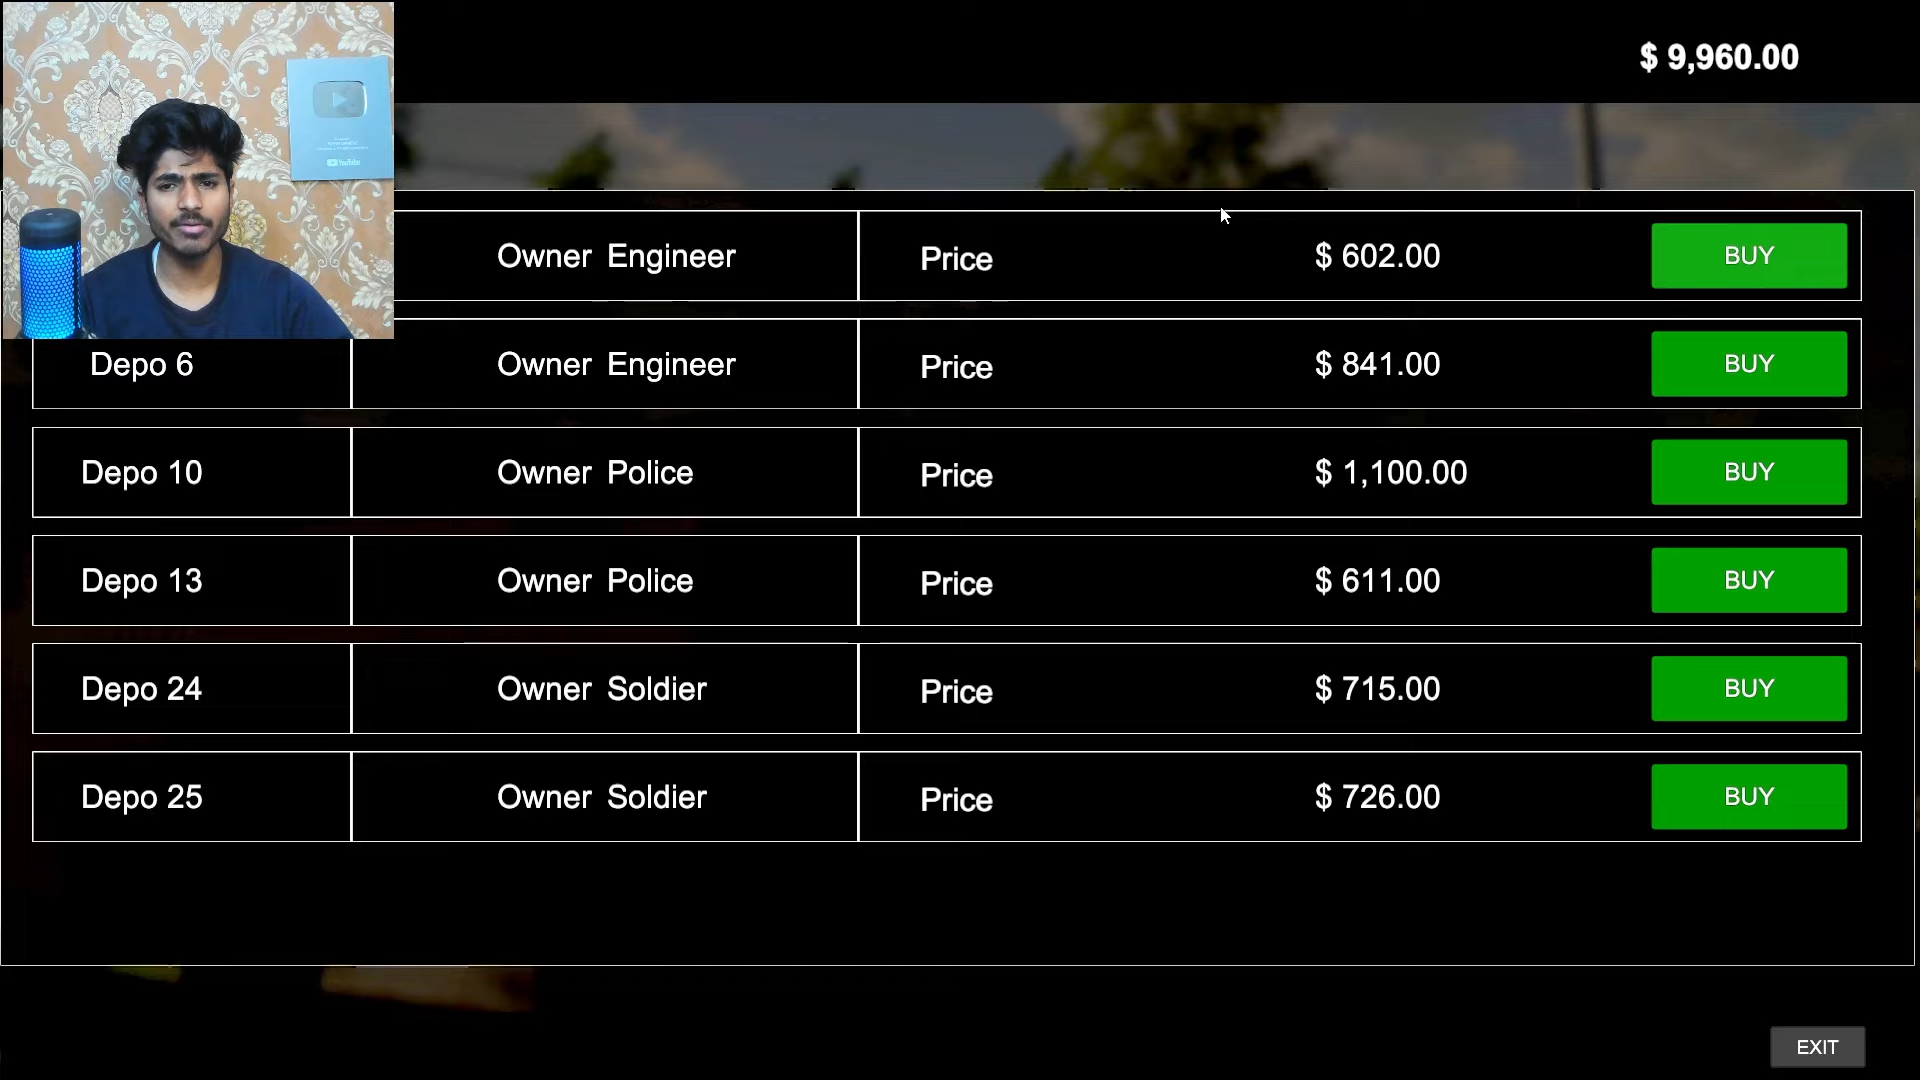 $ 9,960.00
YouTube
Owner Engineer Price $ 602.00 BUY
Depo 6 Owner Engineer Price $ 841.00 BUY
Depo 10 Owner Police Price $ 1,100.00 BUY
Depo 13 Owner Police Price $ 611.00 BUY
Depo 24 Owner Soldier Price $ 715.00 BUY
Depo 25 Owner Soldier Price $ 726.00 BUY
EXIT